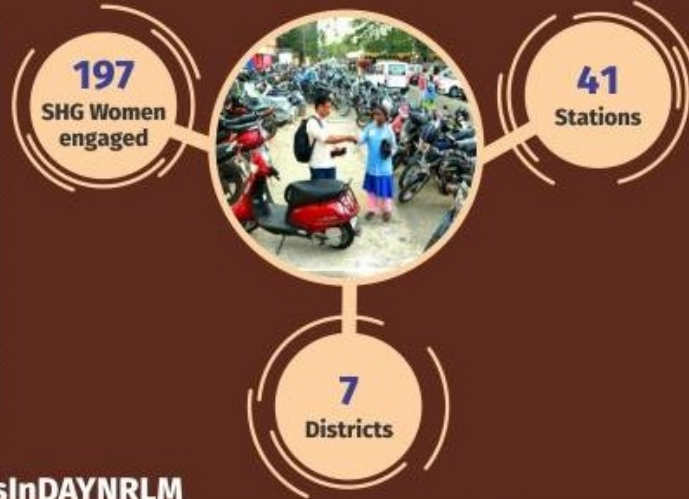 197
SHG Women
engaged
41
Stations
7
Districts
sInDAYNRLM